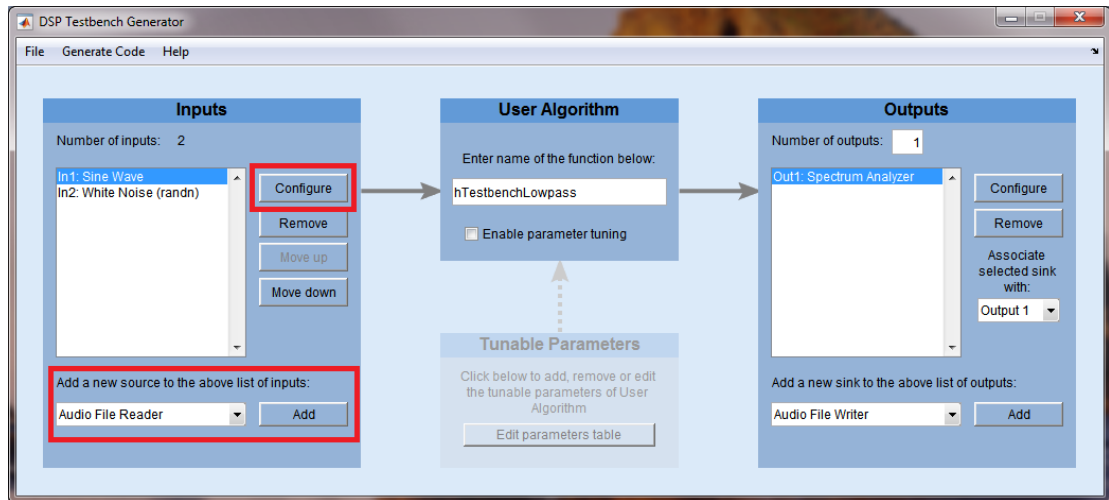 DSP Testbench Generator
File Generate Code Help
Inputs
Number of inputs: 2
In1: Sine Wave
In2: White Noise (randn)
Configure
Remove
Move up
Move down
Add a new source to the above list of inputs:
Audio File Reader
Add
User Algorithm
Enter name of the function below:
hTestbenchLowpass
Enable parameter tuning
Tunable Parameters
Click below to add, remove or edit
the tunable parameters of User
Algorithm
Edit parameters table
Outputs
Number of outputs: 1
Out1: Spectrum Analyzer
Configure
Remove
Associate
selected sink
with:
Output 1
Add a new sink to the above list of outputs:
Audio File Writer
Add